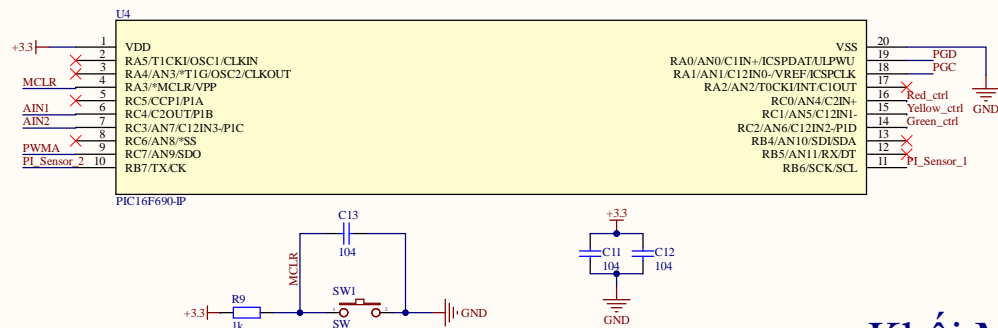 U4
+3.3
1 VDD VSS 20
2 RA5/T1CKI/OSC1/CLKIN RA0/AN0/C1IN+/ICSPDAT/ULPWU 19 PGD
3 RA4/AN3/*T1G/OSC2/CLKOUT RA1/AN1/C12IN0-/VREF/ICSPCLK 18 PGC
MCLR 4 RA3/*MCLR/VPP RA2/AN2/T0CKI/INT/C1OUT 17
5 RC5/CCP1/P1A RC0/AN4/C2IN+ 16 Red_ctrl
AIN1 6 RC4/C2OUT/P1B RC1/AN5/C12IN1- 15 Yellow_ctrl
AIN2 7 RC3/AN7/C12IN3-/P1C RC2/AN6/C12IN2-/P1D 14 Green_ctrl
8 RC6/AN8/*SS RB4/AN10/SDI/SDA 13
PWMA 9 RC7/AN9/SDO RB5/AN11/RX/DT 12
PI_Sensor_2 10 RB7/TX/CK RB6/SCK/SCL 11 PI_Sensor_1
GND
PIC16F690-IP
C13
104
MCLR
R9
+3.3
1k
SW1
1 2
SW
GND
+3.3
C11 C12
104 104
GND
Khối